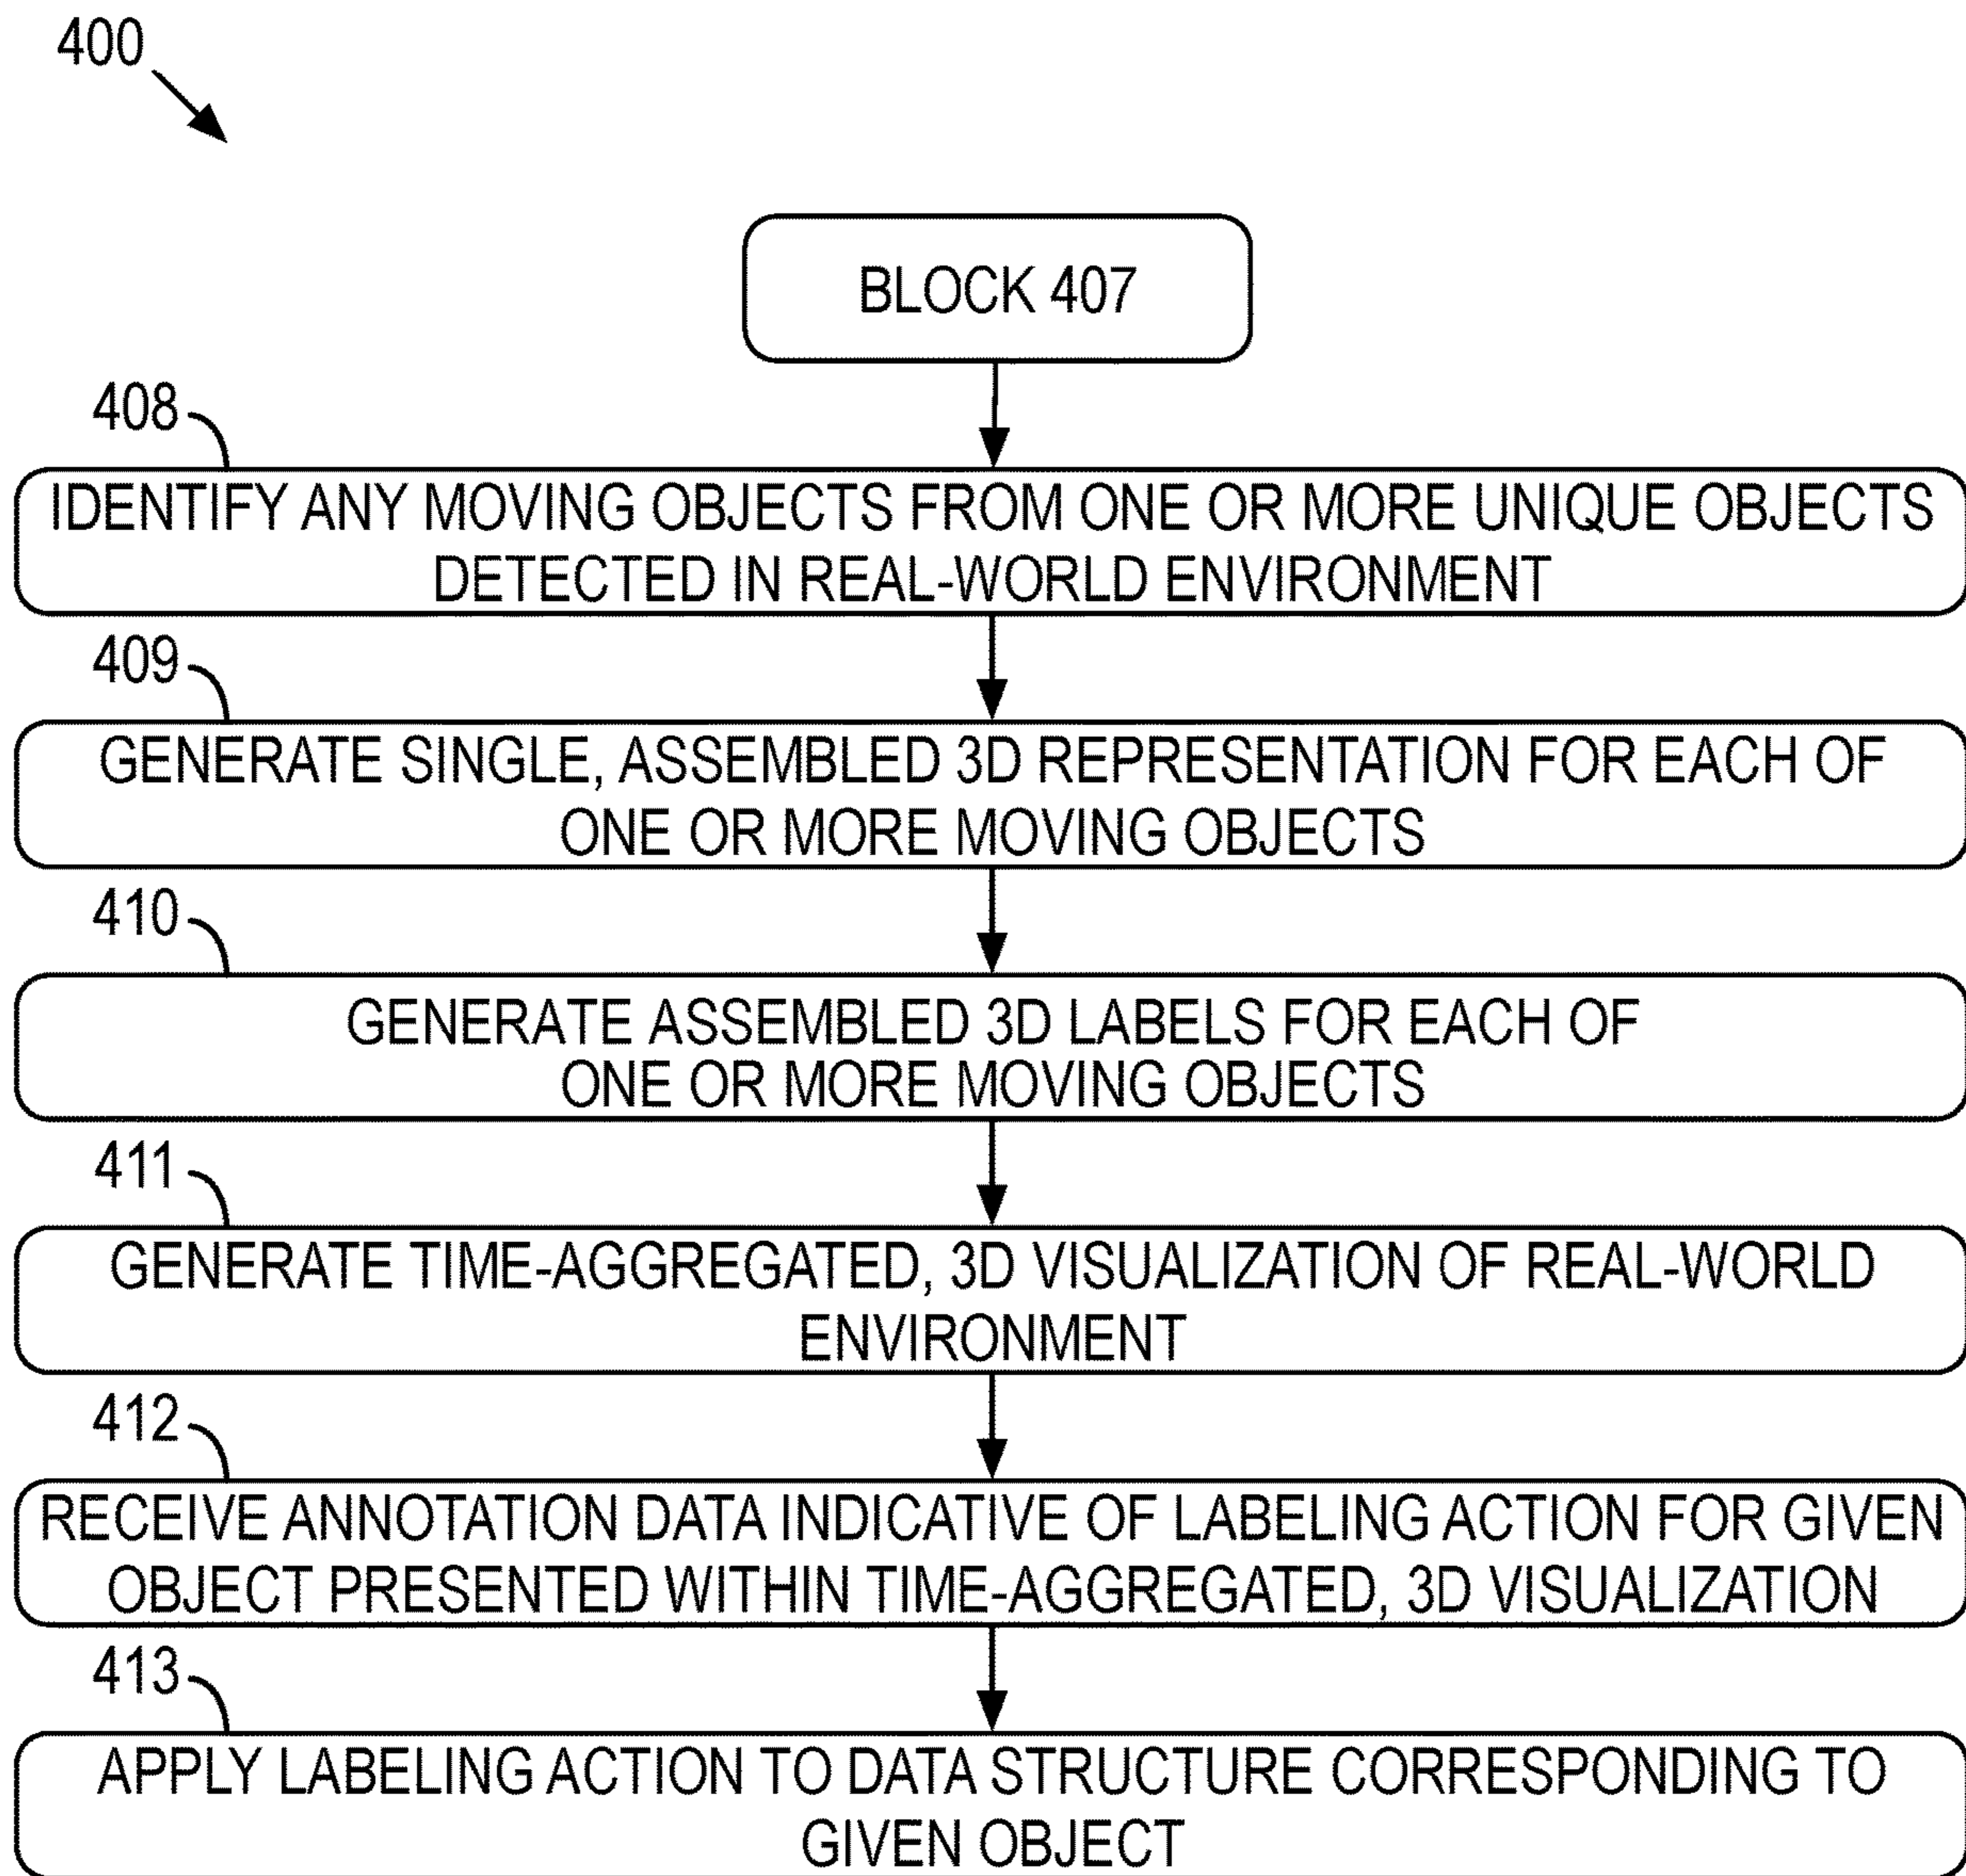 400
BLOCK 407
408
IDENTIFY ANY MOVING OBJECTS FROM ONE OR MORE UNIQUE OBJECTS
DETECTED IN REAL-WORLD ENVIRONMENT
409
GENERATE SINGLE, ASSEMBLED 3D REPRESENTATION FOR EACH OF
ONE OR MORE MOVING OBJECTS
410
GENERATE ASSEMBLED 3D LABELS FOR EACH OF
ONE OR MORE MOVING OBJECTS
411
GENERATE TIME-AGGREGATED, 3D VISUALIZATION OF REAL-WORLD
ENVIRONMENT
412
RECEIVE ANNOTATION DATA INDICATIVE OF LABELING ACTION FOR GIVEN
OBJECT PRESENTED WITHIN TIME-AGGREGATED, 3D VISUALIZATION
413
APPLY LABELING ACTION TO DATA STRUCTURE CORRESPONDING TO
GIVEN OBJECT